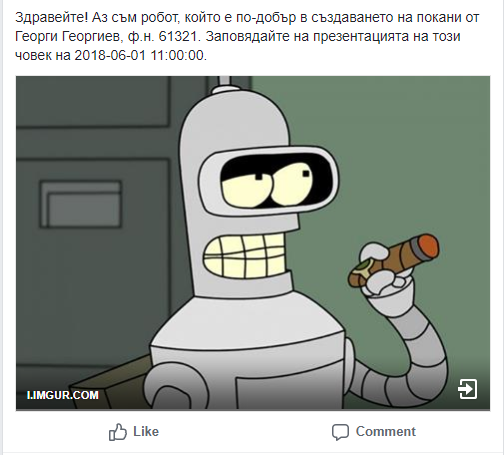 Здравейте! Аз съм робот, който е по-добър в създаването на покани от
Георги Георгиев, ф.н. 61321. Заповядайте на презентацията на този
човек на 2018-06-01 11:00:00.
I.IMGUR.COM
Like
Comment